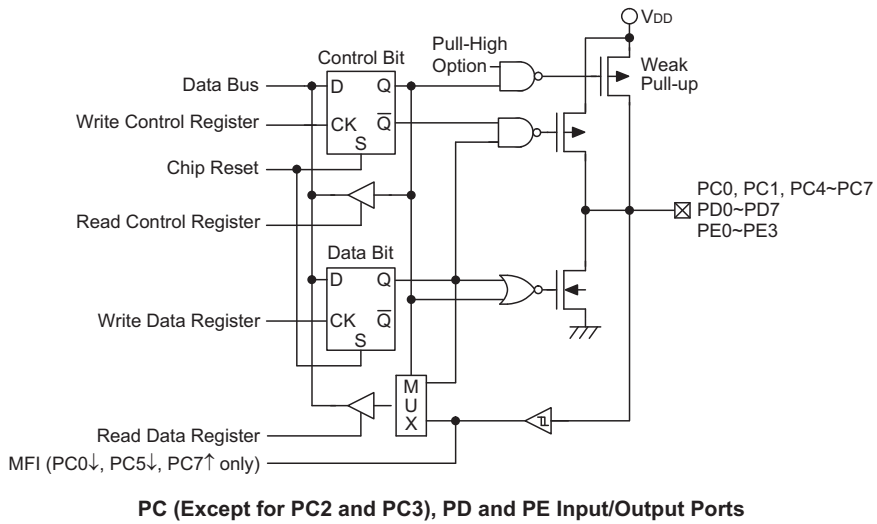 VDD
Pull-High
Option
Weak
Pull-up
Control Bit
Data Bus
D
Q
Write Control Register
CK
Q̅
S
Chip Reset
Read Control Register
PC0, PC1, PC4~PC7
PD0~PD7
PE0~PE3
Data Bit
D
Q
Write Data Register
CK
Q̅
S
M
U
X
Read Data Register
MFI (PC0↓, PC5↓, PC7↑ only)
PC (Except for PC2 and PC3), PD and PE Input/Output Ports